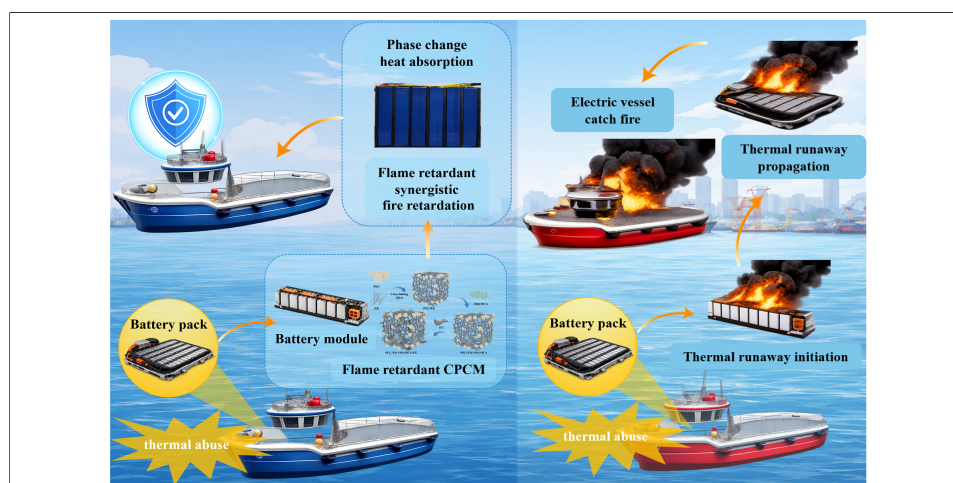 Phase change
heat absorption
Flame retardant
synergistic
fire retardation
Battery module
Flame retardant CPCM
Battery pack
thermal abuse
Electric vessel
catch fire
Thermal runaway
propagation
Thermal runaway initiation
Battery pack
thermal abuse